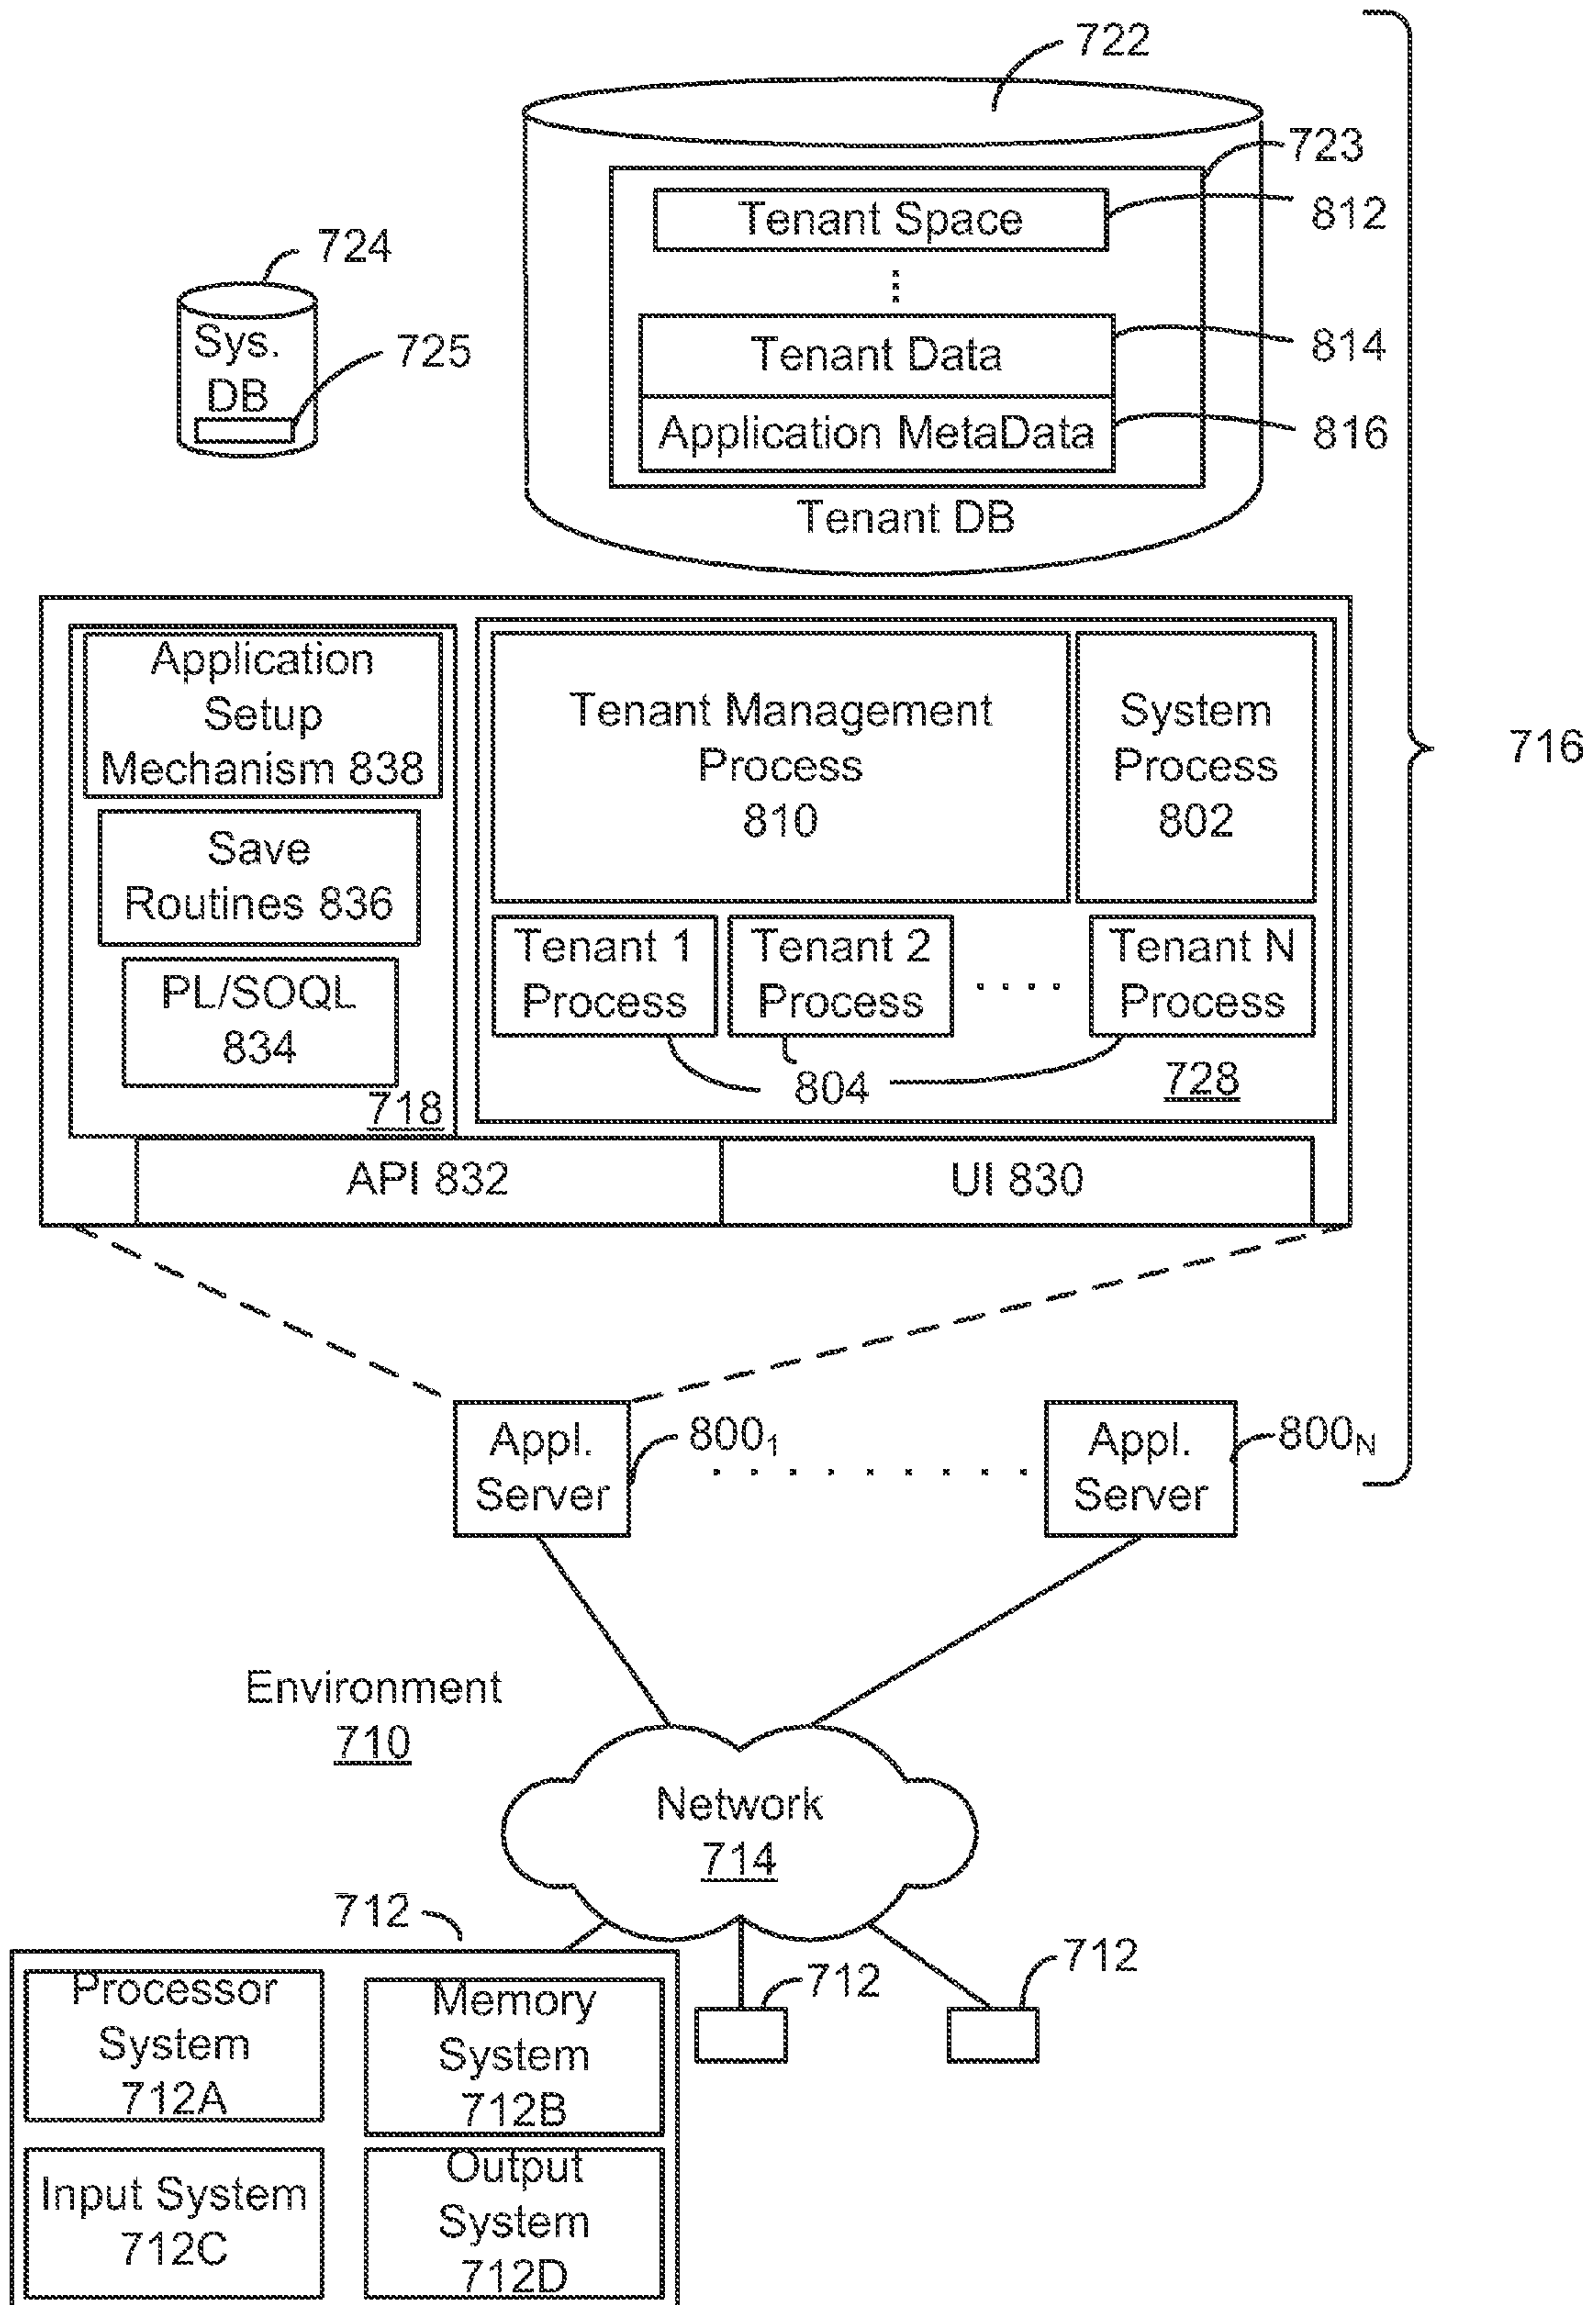 722
723
Tenant Space
812
724
Sys.
DB
725
Tenant Data
814
Application MetaData
816
Tenant DB
Application
Setup
Mechanism 838
Tenant Management
Process
810
System
Process
802
716
Save
Routines 836
Tenant 1
Process
Tenant 2
Process
Tenant N
Process
PL/SOQL
834
804
728
718
API 832
UI 830
Appl.
Server
800₁
Appl.
Server
800N
Environment
710
Network
714
712
712
712
Processor
System
712A
Memory
System
712B
Input System
712C
Output
System
712D